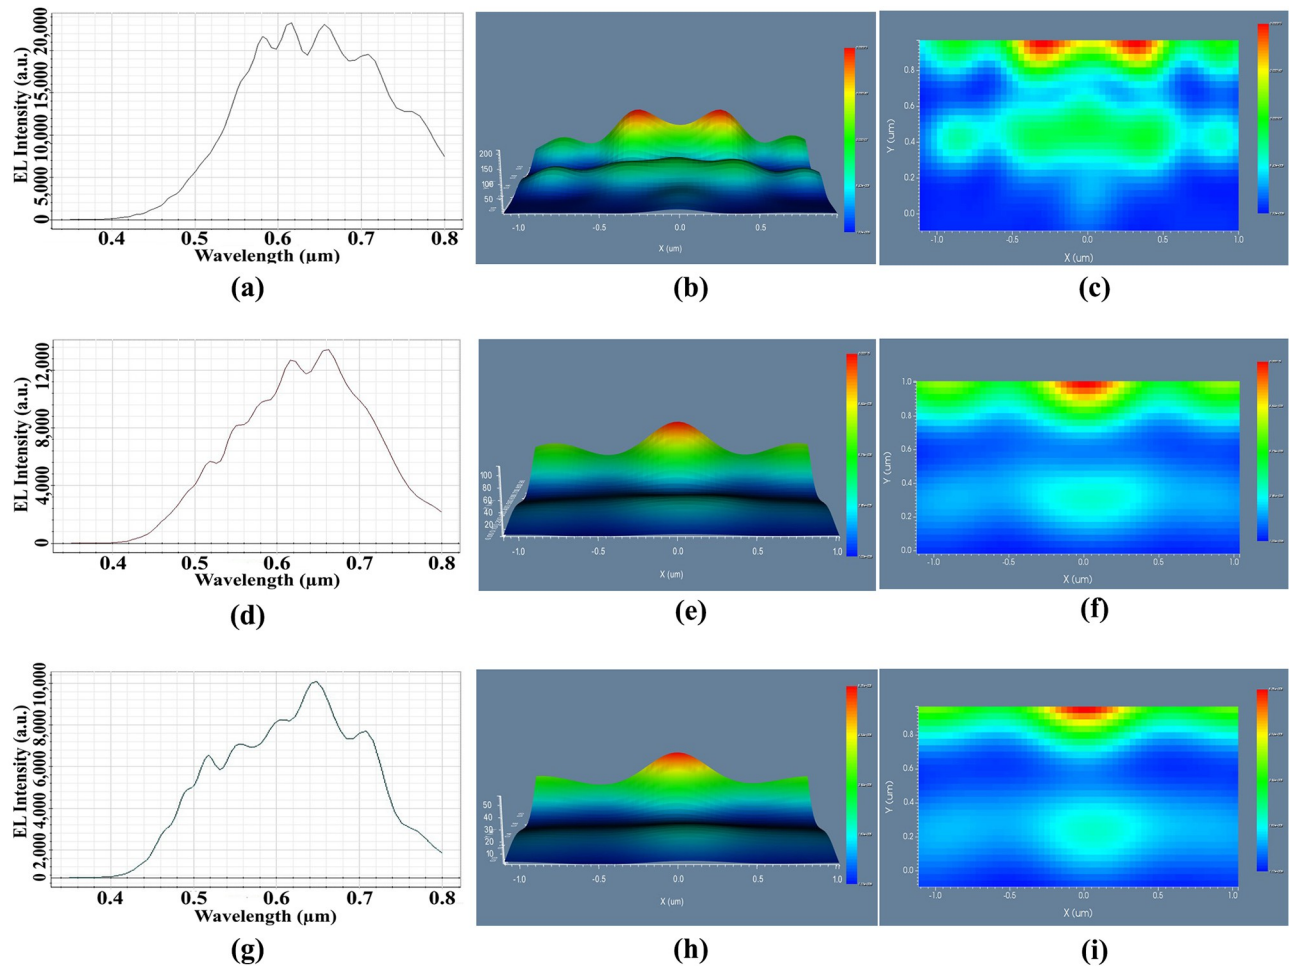 EL Intensity (a.u.)
20,000
15,000
10,000
5,000
0
0.4 0.5 0.6 0.7 0.8
Wavelength (µm)
(a)
200
150
100
50
-1.0 -0.5 0.0 0.5
X (um)
(b)
Y (um)
0.8
0.6
0.4
0.2
0.0
-1.0 -0.5 0.0 0.5 1.0
X (um)
(c)
EL Intensity (a.u.)
12,000
8,000
4,000
0
0.4 0.5 0.6 0.7 0.8
Wavelength (µm)
(d)
100
80
60
40
20
-1.0 -0.5 0.0 0.5 1.0
X (um)
(e)
Y (um)
1.0
0.8
0.6
0.4
0.2
0.0
-1.0 -0.5 0.0 0.5 1.0
X (um)
(f)
EL Intensity (a.u.)
10,000
8,000
6,000
4,000
2,000
0
0.4 0.5 0.6 0.7 0.8
Wavelength (µm)
(g)
50
40
30
20
10
-1.0 -0.5 0.0 0.5 1.0
X (um)
(h)
Y (um)
0.8
0.6
0.4
0.2
0.0
-1.0 -0.5 0.0 0.5 1.0
X (um)
(i)